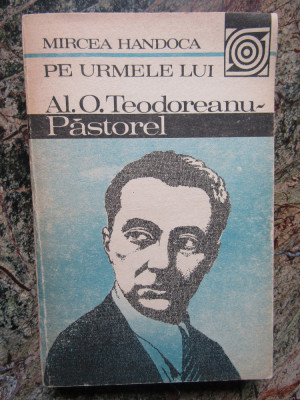 MIRCEA HANDOCA
PE URMELE LUI
Al. O. Teodoreanu-
Păstorel